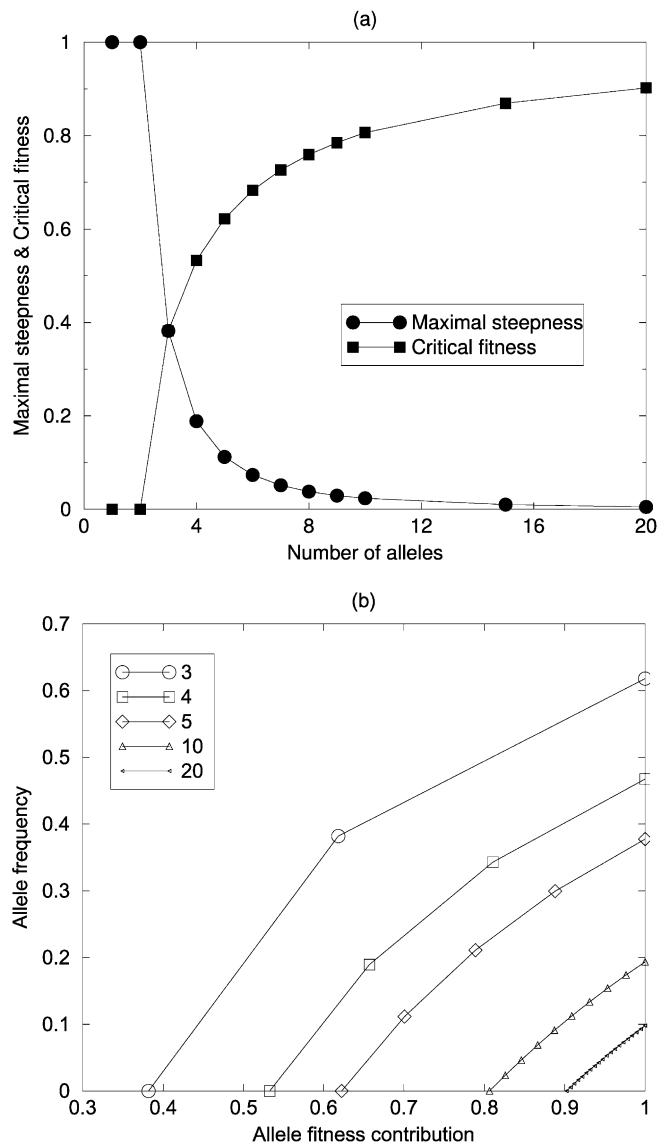 (a)
1
0.8
0.6
0.4
0.2
0
Maximal steepness & Critical fitness
Maximal steepness
Critical fitness
0 4 8 12 16 20
Number of alleles
(b)
0.7
0.6
0.5
0.4
0.3
0.2
0.1
0
Allele frequency
3
4
5
10
20
0.3 0.4 0.5 0.6 0.7 0.8 0.9 1
Allele fitness contribution